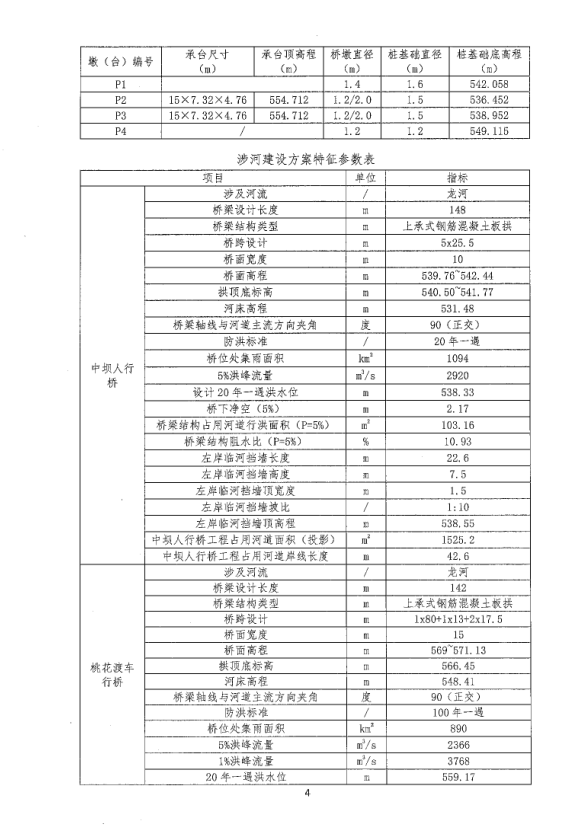 墩（台）编号 承台尺寸（m） 承台顶高程（m） 桥墩直径（m） 桩基础直径（m） 桩基础底高程（m）
P1 1.4 1.6 542.058
P2 15×7.32×4.76 554.712 1.2/2.0 1.5 536.452
P3 15×7.32×4.76 554.712 1.2/2.0 1.5 538.952
P4 / 1.2 1.2 549.115
涉河建设方案特征参数表
项目 单位 指标
中坝人行桥
涉及河流 / 龙河
桥梁设计长度 m 148
桥梁结构类型 m 上承式钢筋混凝土板拱
桥跨设计 m 5x25.5
桥面宽度 m 10
桥面高程 m 539.76~542.44
拱顶底标高 m 540.50~541.77
河床高程 m 531.48
桥梁轴线与河道主流方向夹角 度 90（正交）
防洪标准 / 20年一遇
桥位处集雨面积 km² 1094
5%洪峰流量 m³/s 2920
设计20年一遇洪水位 m 538.33
桥下净空（5%） m 2.17
桥梁结构占用河道行洪面积（P=5%） m² 103.16
桥梁结构阻水比（P=5%） % 10.93
左岸临河挡墙长度 m 22.6
左岸临河挡墙高度 m 7.5
左岸临河挡墙顶宽度 m 1.5
左岸临河挡墙坡比 / 1:10
左岸临河挡墙顶高程 m 538.55
中坝人行桥工程占用河道面积（投影） m² 1525.2
中坝人行桥工程占用河道岸线长度 m 42.6
桃花渡车行桥
涉及河流 / 龙河
桥梁设计长度 m 142
桥梁结构类型 m 上承式钢筋混凝土板拱
桥跨设计 m 1x80+1x13+2x17.5
桥面宽度 m 15
桥面高程 m 569~571.13
拱顶底标高 m 566.45
河床高程 m 548.41
桥梁轴线与河道主流方向夹角 度 90（正交）
防洪标准 / 100年一遇
桥位处集雨面积 km² 890
5%洪峰流量 m³/s 2366
1%洪峰流量 m³/s 3768
20年一遇洪水位 m 559.17
4